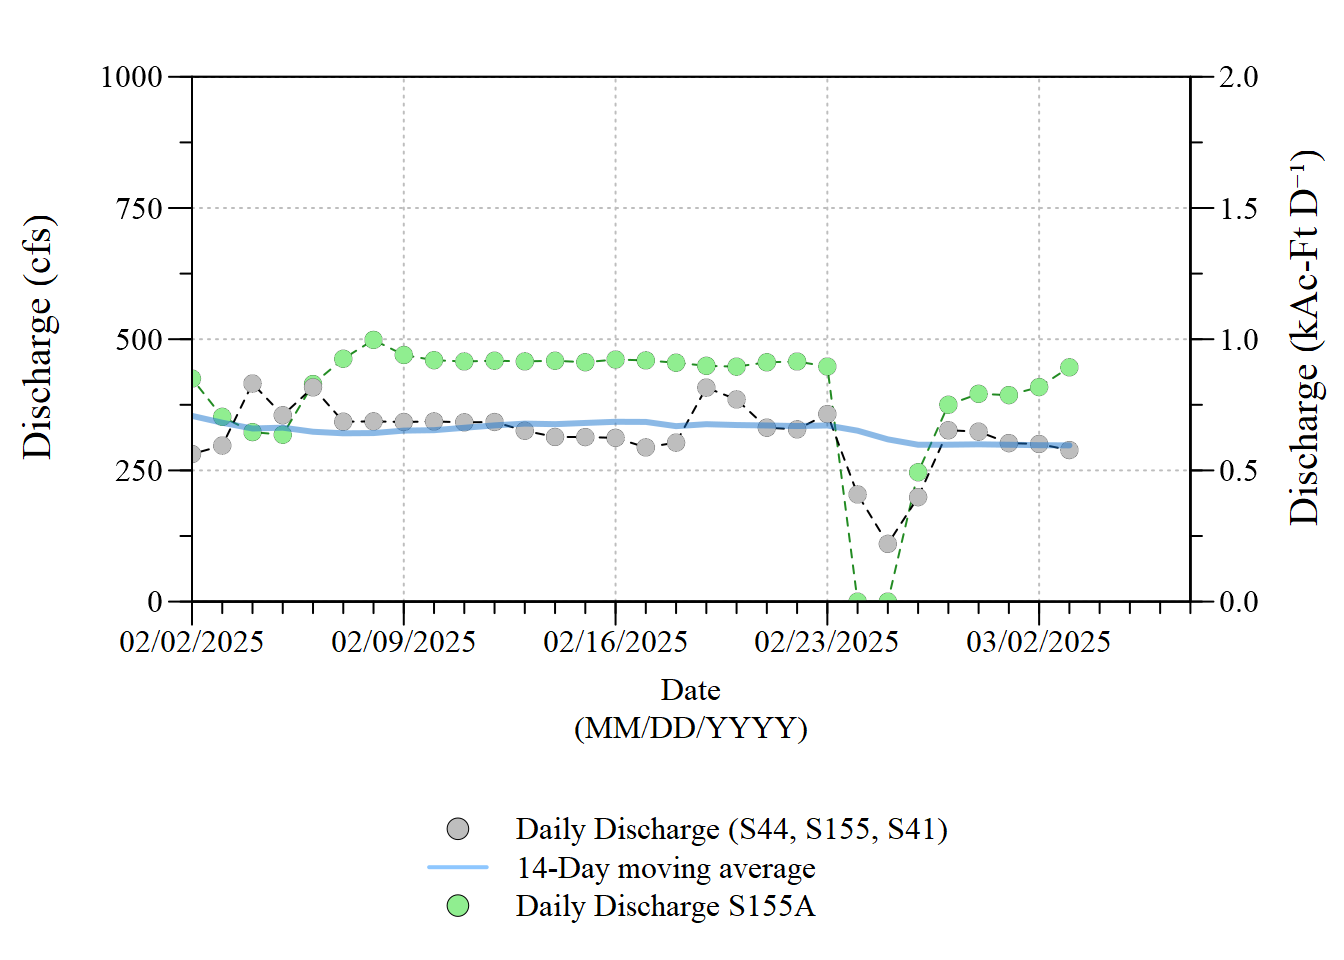 1000
750
500
250
0
Discharge (cfs)
2.0
1.5
1.0
0.5
0.0
Discharge (kAc-Ft D⁻¹)
02/02/2025
02/09/2025
02/16/2025
02/23/2025
03/02/2025
Date
(MM/DD/YYYY)
Daily Discharge (S44, S155, S41)
14-Day moving average
Daily Discharge S155A